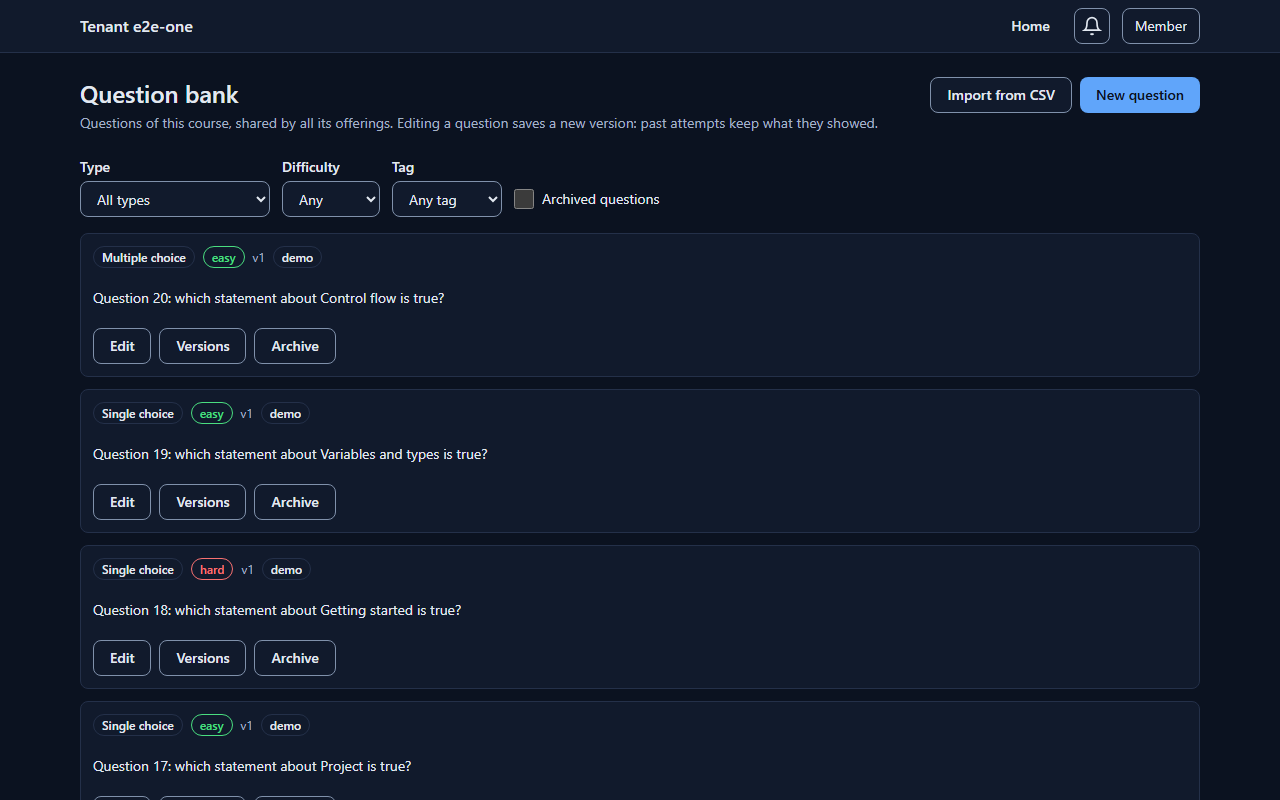 Tenant e2e-one
Home
Member
Question bank
Import from CSV
New question
Questions of this course, shared by all its offerings. Editing a question saves a new version: past attempts keep what they showed.
Type
Difficulty
Tag
All types
Any
Any tag
Archived questions
Multiple choice easy v1 demo
Question 20: which statement about Control flow is true?
Edit Versions Archive
Single choice easy v1 demo
Question 19: which statement about Variables and types is true?
Edit Versions Archive
Single choice hard v1 demo
Question 18: which statement about Getting started is true?
Edit Versions Archive
Single choice easy v1 demo
Question 17: which statement about Project is true?